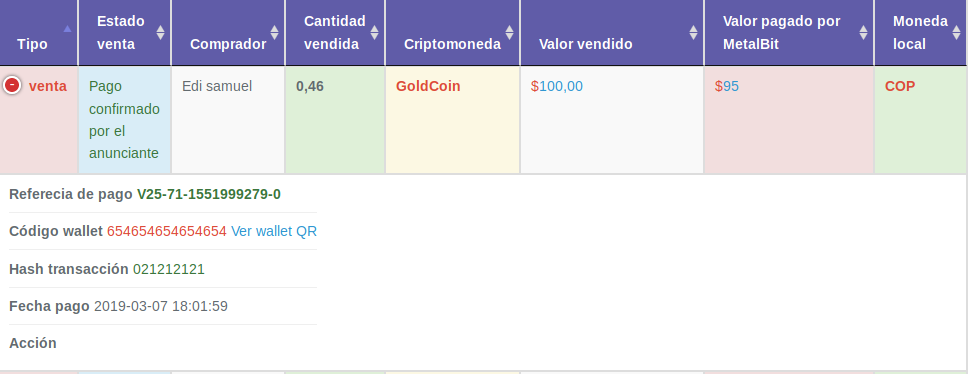 Tipo
Estado venta
Comprador
Cantidad vendida
Criptomoneda
Valor vendido
Valor pagado por MetalBit
Moneda local
venta
Pago
confirmado
por el
anunciante
Edi samuel
0,46
GoldCoin
$100,00
$95
COP
Referecia de pago V25-71-1551999279-0
Código wallet 654654654654654 Ver wallet QR
Hash transacción 021212121
Fecha pago 2019-03-07 18:01:59
Acción